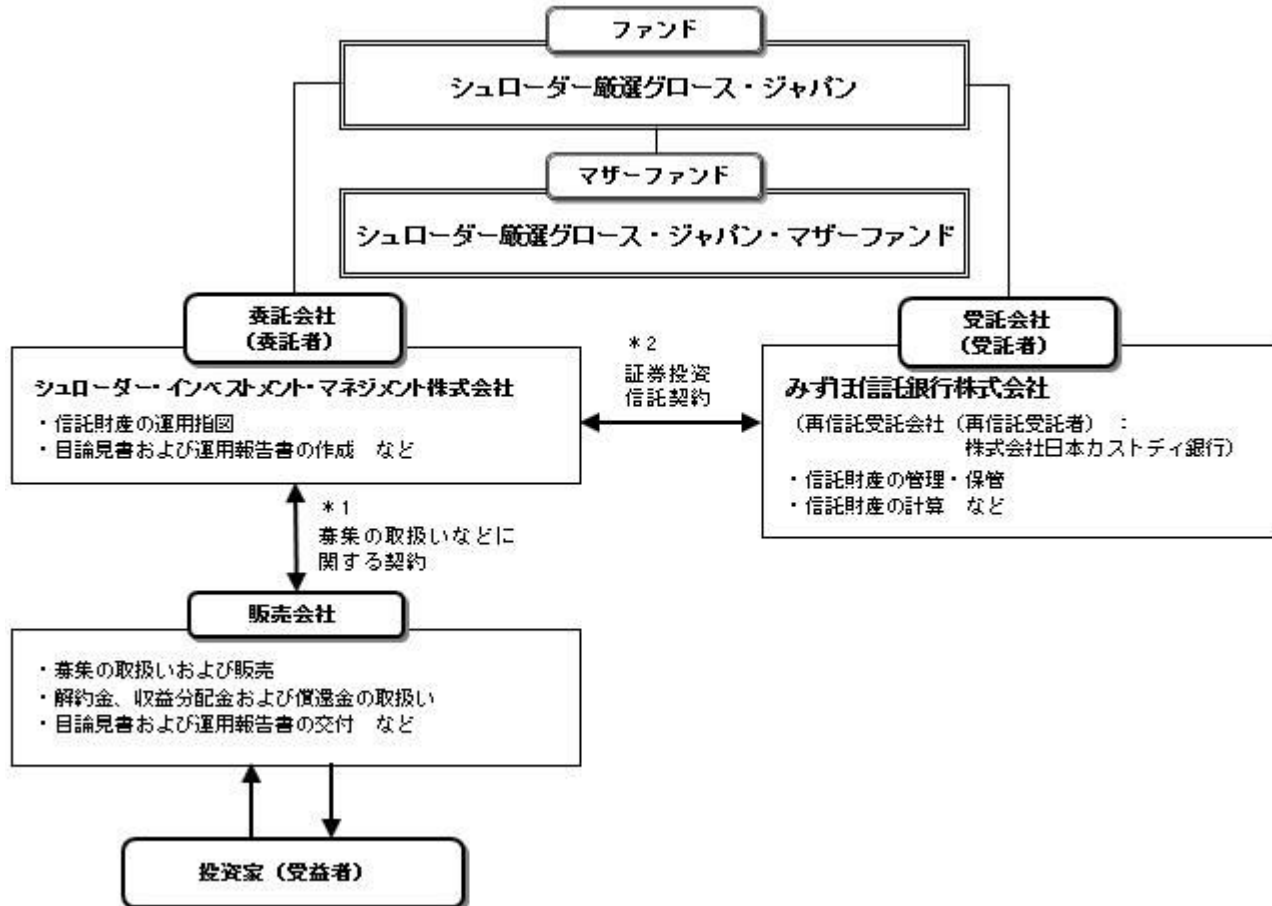 ファンド
シュローダー厳選グロース・ジャパン
マザーファンド
シュローダー厳選グロース・ジャパン・マザーファンド
委託会社
（委託者）
シュローダー・インベストメント・マネジメント株式会社
・信託財産の運用指図
・目論見書および運用報告書の作成　など
＊2
証券投資
信託契約
受託会社
（受託者）
みずほ信託銀行株式会社
（再信託受託会社（再信託受託者）：
株式会社日本カストディ銀行）
・信託財産の管理・保管
・信託財産の計算　など
＊1
募集の取扱いなどに
関する契約
販売会社
・募集の取扱いおよび販売
・解約金、収益分配金および償還金の取扱い
・目論見書および運用報告書の交付　など
投資家（受益者）